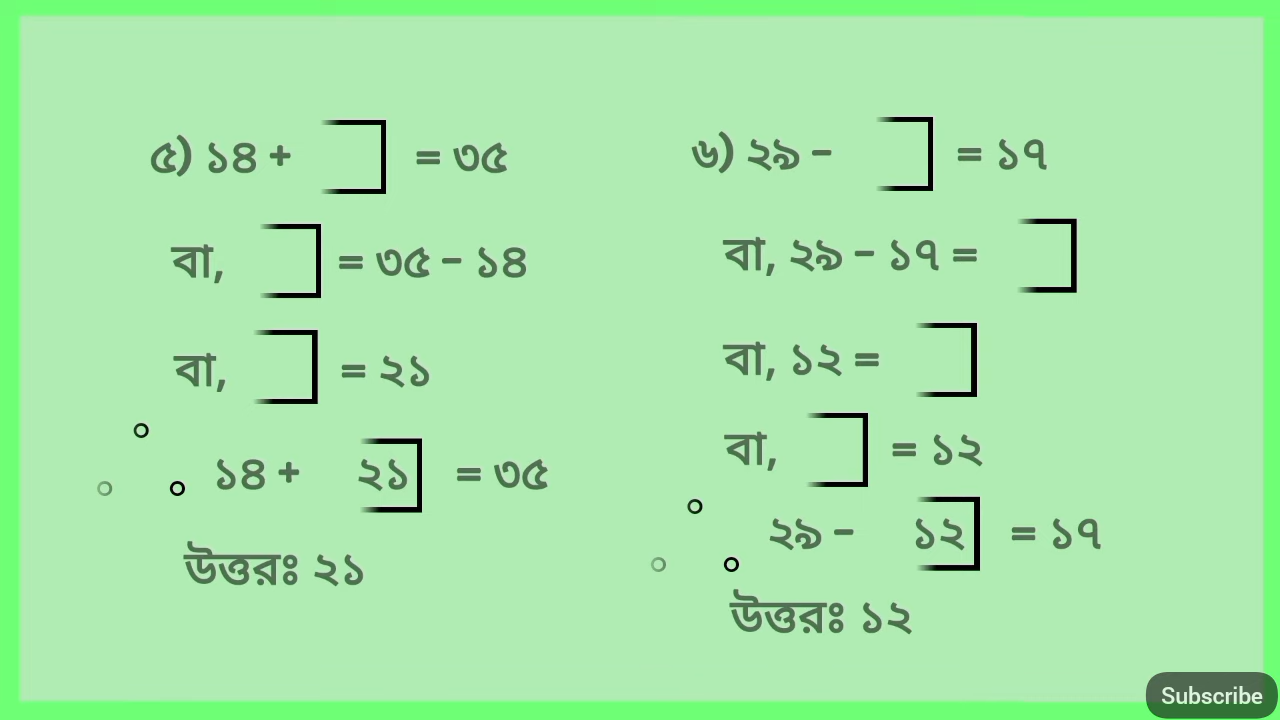 ৫) ১৪ + = ৩৫
বা, = ৩৫ – ১৪
বা, = ২১
∴ ১৪ + ২১ = ৩৫
উত্তরঃ ২১
৬) ২৯ – = ১৭
বা, ২৯ – ১৭ =
বা, ১২ =
বা, = ১২
∴ ২৯ – ১২ = ১৭
উত্তরঃ ১২
Subscribe